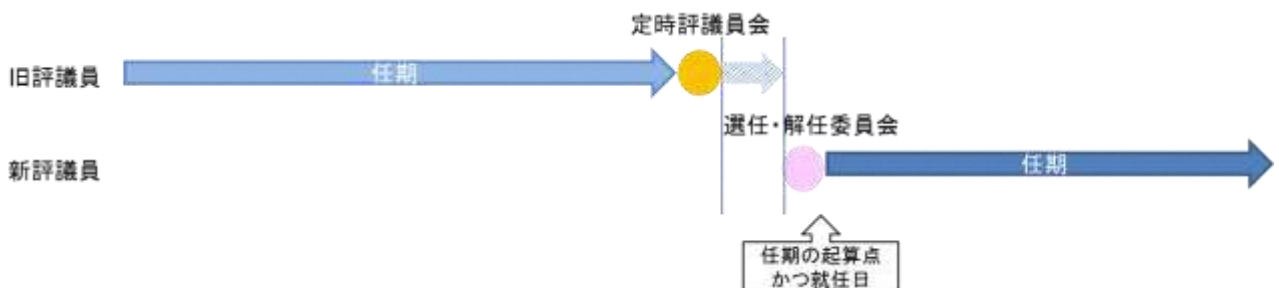 定時評議員会
旧評議員
任期
選任・解任委員会
新評議員
任期
任期の起算点
かつ就任日